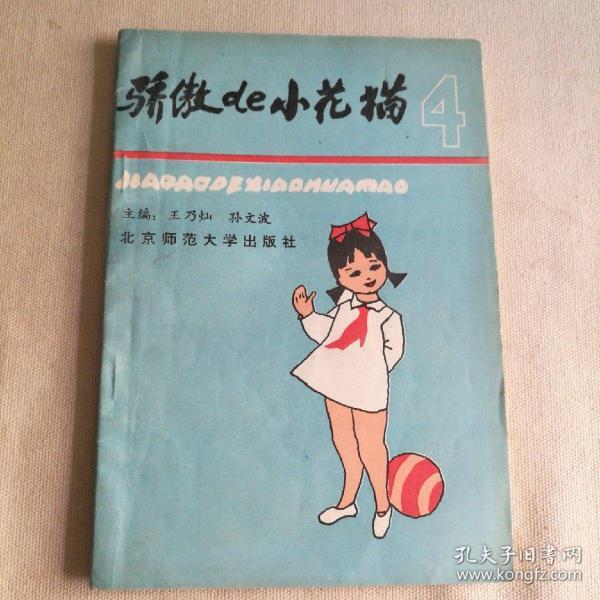 骄傲de小花猫
4
JIAOAODEXIAOHUAMAO
主编：王乃灿 孙文波
北京师范大学出版社
孔夫子旧书网
www.kongfz.com